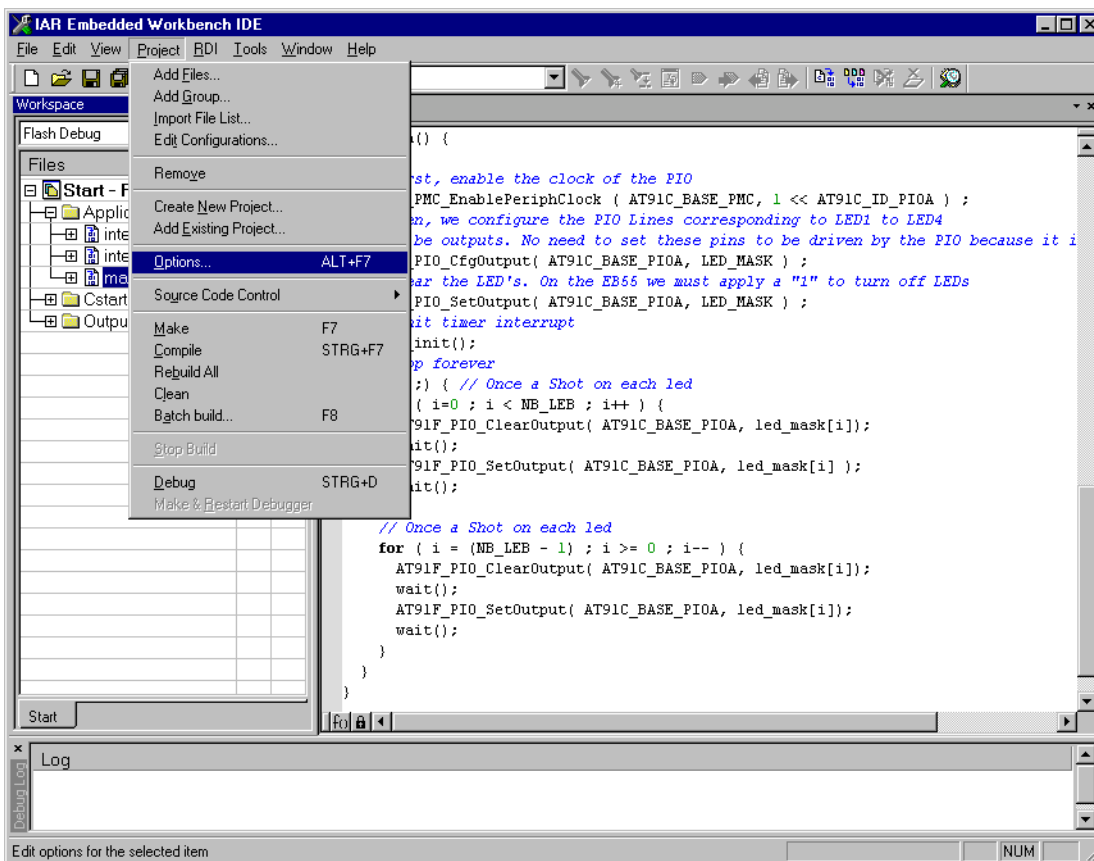 IAR Embedded Workbench IDE
File Edit View Project RDI Tools Window Help
Workspace
Flash Debug
Files
Start - F
Applic
inte
inte
ma
Cstart
Outpu
Start
Add Files...
Add Group...
Import File List...
Edit Configurations...
Remove
Create New Project...
Add Existing Project...
Options... ALT+F7
Source Code Control
Make F7
Compile STRG+F7
Rebuild All
Clean
Batch build... F8
Stop Build
Debug STRG+D
Make & Restart Debugger
() {
rst, enable the clock of the PIO
PMC_EnablePeriphClock ( AT91C_BASE_PMC, 1 << AT91C_ID_PIOA ) ;
n, we configure the PIO Lines corresponding to LED1 to LED4
be outputs. No need to set these pins to be driven by the PIO because it i
_PIO_CfgOutput( AT91C_BASE_PIOA, LED_MASK ) ;
ar the LED's. On the EB55 we must apply a "1" to turn off LEDs
_PIO_SetOutput( AT91C_BASE_PIOA, LED_MASK ) ;
it timer interrupt
_init();
op forever
;) { // Once a Shot on each led
( i=0 ; i < NB_LEB ; i++ ) {
T91F_PIO_ClearOutput( AT91C_BASE_PIOA, led_mask[i]);
it();
T91F_PIO_SetOutput( AT91C_BASE_PIOA, led_mask[i] );
it();
// Once a Shot on each led
for ( i = (NB_LEB - 1) ; i >= 0 ; i-- ) {
AT91F_PIO_ClearOutput( AT91C_BASE_PIOA, led_mask[i]);
wait();
AT91F_PIO_SetOutput( AT91C_BASE_PIOA, led_mask[i]);
wait();
}
}
}
Log
Debug Log
Edit options for the selected item
NUM